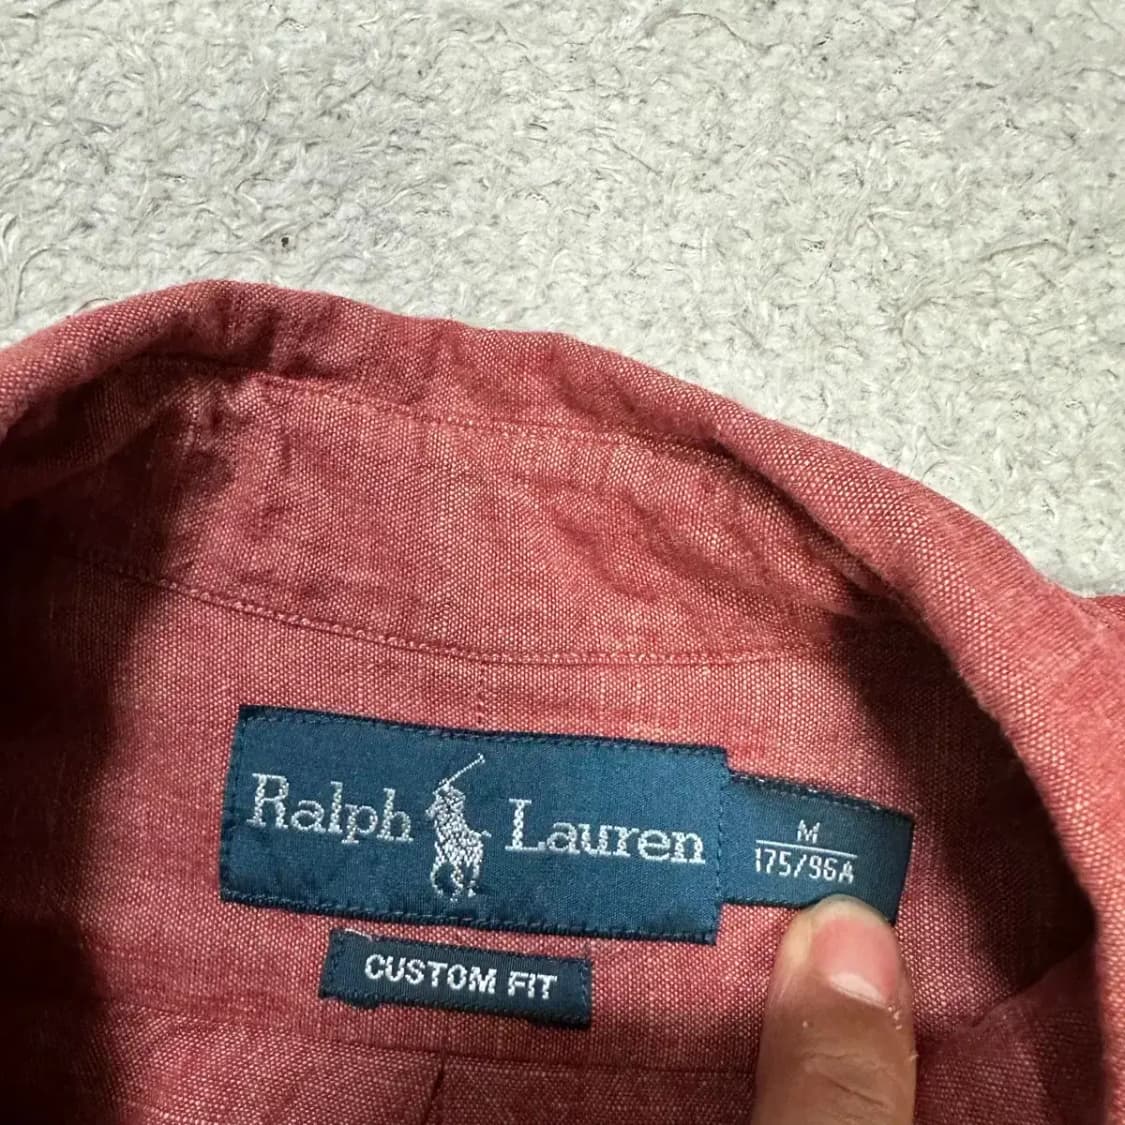 Ralph Lauren
M
175/96A
CUSTOM FIT